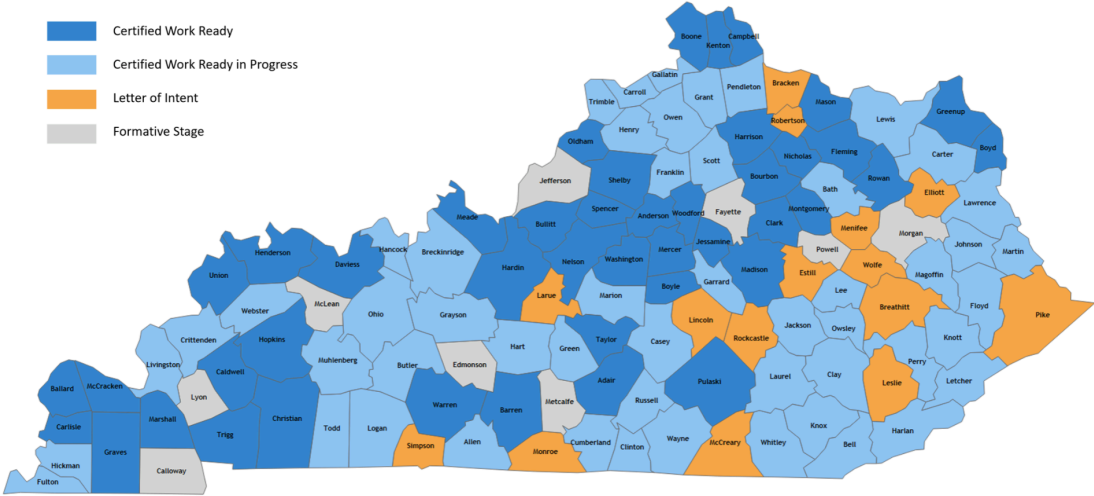 Certified Work Ready
Certified Work Ready in Progress
Letter of Intent
Formative Stage
Boone
Kenton
Campbell
Gallatin
Carroll
Trimble
Grant
Pendleton
Bracken
Mason
Robertson
Lewis
Greenup
Boyd
Owen
Henry
Oldham
Harrison
Nicholas
Fleming
Carter
Scott
Franklin
Bourbon
Bath
Rowan
Elliott
Lawrence
Jefferson
Shelby
Spencer
Anderson
Woodford
Fayette
Clark
Montgomery
Menifee
Morgan
Johnson
Martin
Meade
Bullitt
Nelson
Washington
Mercer
Jessamine
Madison
Powell
Estill
Wolfe
Magoffin
Floyd
Pike
Hancock
Breckinridge
Hardin
Larue
Marion
Boyle
Garrard
Lee
Breathitt
Knott
Henderson
Daviess
Union
Webster
McLean
Ohio
Grayson
Hart
Green
Taylor
Casey
Lincoln
Rockcastle
Jackson
Owsley
Perry
Letcher
Crittenden
Livingston
Hopkins
Muhlenberg
Butler
Edmonson
Adair
Pulaski
Laurel
Clay
Leslie
Harlan
Ballard
McCracken
Caldwell
Lyon
Marshall
Carlisle
Graves
Trigg
Christian
Todd
Logan
Warren
Barren
Metcalfe
Russell
Wayne
McCreary
Whitley
Knox
Bell
Hickman
Fulton
Calloway
Simpson
Allen
Monroe
Cumberland
Clinton